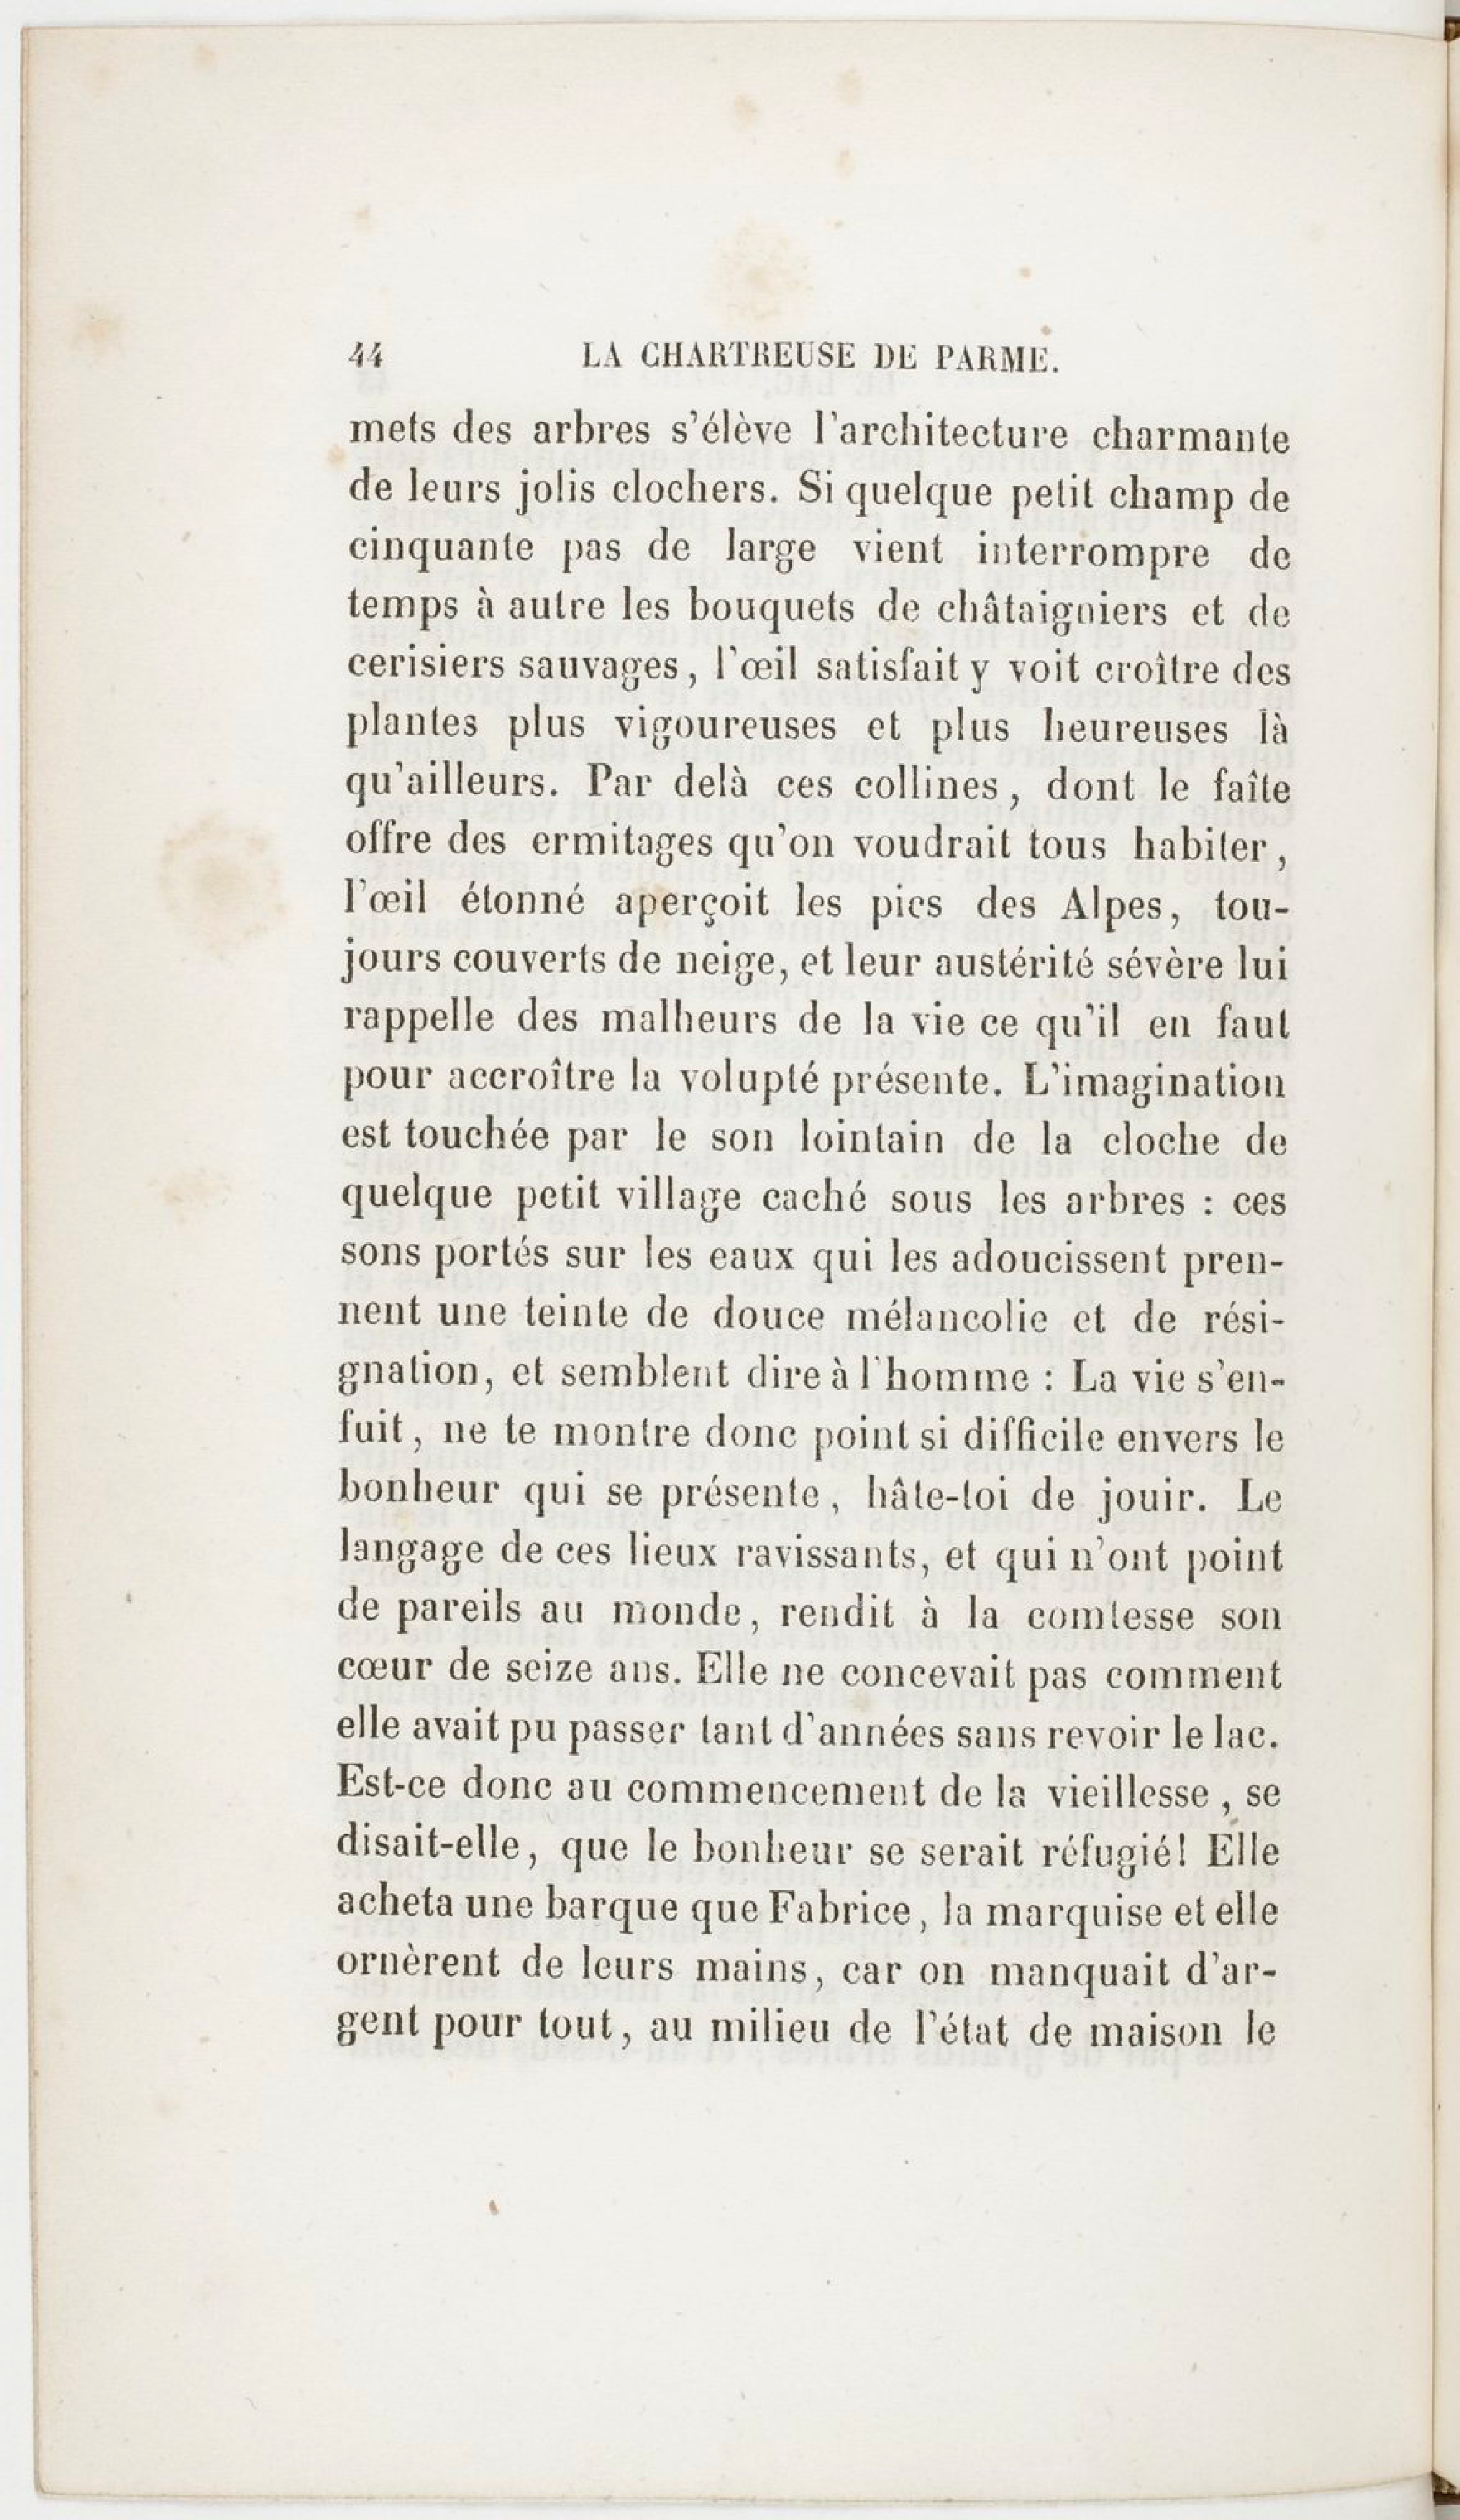 44 LA CHARTREUSE DE PARME.
mets des arbres s'élève l'architecture charmante
de leurs jolis clochers. Si quelque petit champ de
cinquante pas de large vient interrompre de
temps à autre les bouquets de châtaigniers et de
cerisiers sauvages, l'œil satisfait y voit croître des
plantes plus vigoureuses et plus heureuses là
qu'ailleurs. Par delà ces collines, dont le faîte
offre des ermitages qu'on voudrait tous habiter,
l'œil étonné aperçoit les pics des Alpes, tou-
jours couverts de neige, et leur austérité sévère lui
rappelle des malheurs de la vie ce qu'il en faut
pour accroître la volupté présente. L'imagination
est touchée par le son lointain de la cloche de
quelque petit village caché sous les arbres : ces
sons portés sur les eaux qui les adoucissent pren-
nent une teinte de douce mélancolie et de rési-
gnation, et semblent dire à l'homme : La vie s'en-
fuit, ne te montre donc point si difficile envers le
bonheur qui se présente, hâte-toi de jouir. Le
langage de ces lieux ravissants, et qui n'ont point
de pareils au monde, rendit à la comtesse son
cœur de seize ans. Elle ne concevait pas comment
elle avait pu passer tant d'années sans revoir le lac.
Est-ce donc au commencement de la vieillesse, se
disait-elle, que le bonheur se serait réfugié! Elle
acheta une barque que Fabrice, la marquise et elle
ornèrent de leurs mains, car on manquait d'ar-
gent pour tout, au milieu de l'état de maison le